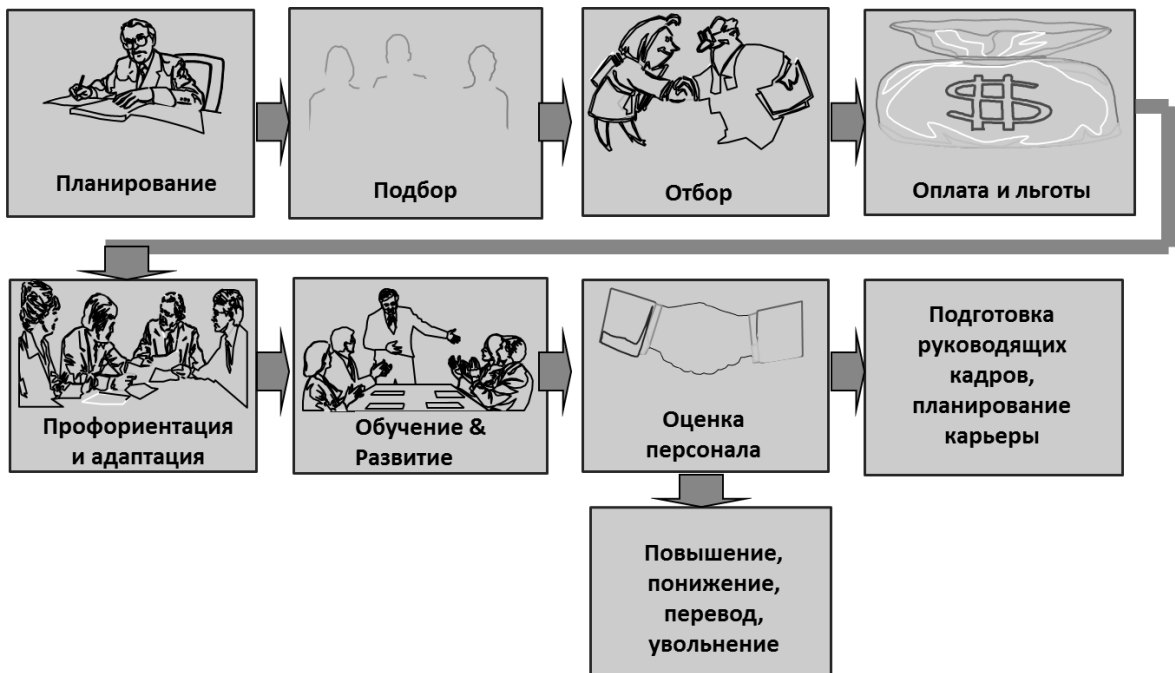 Планирование
Подбор
Отбор
Оплата и льготы
Профориентация
и адаптация
Обучение &
Развитие
Оценка
персонала
Подготовка
руководящих
кадров,
планирование
карьеры
Повышение,
понижение,
перевод,
увольнение